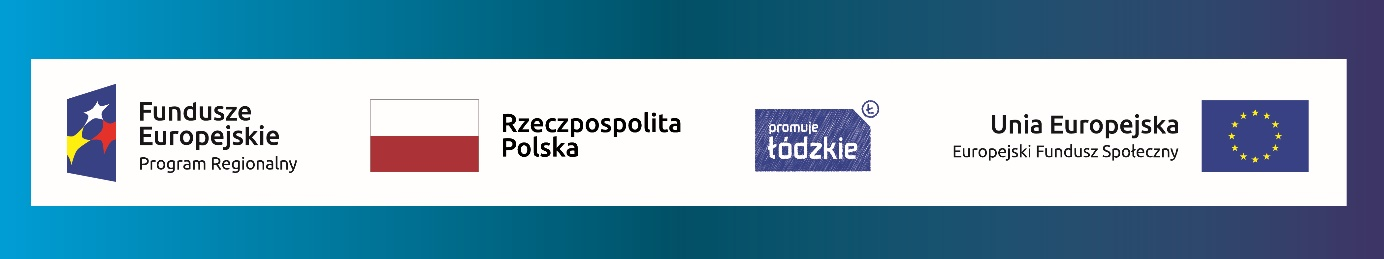 Fundusze
Europejskie
Program Regionalny
Rzeczpospolita
Polska
promuje
łódzkie
Ł
Unia Europejska
Europejski Fundusz Społeczny